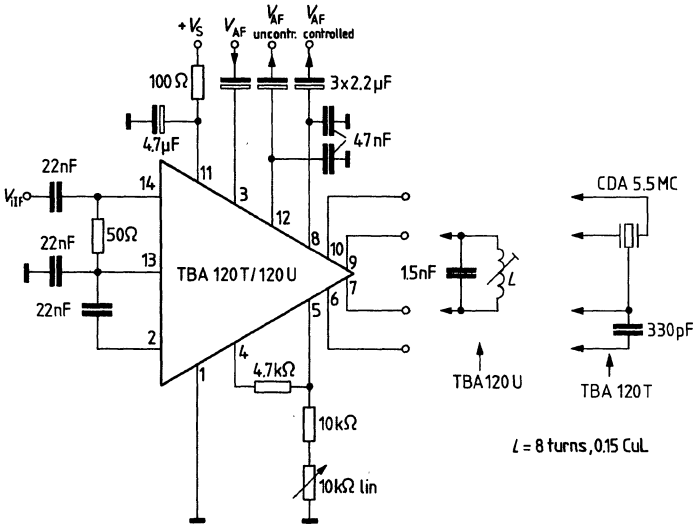 +V_S
V_AF
V_AF uncontr.
V_AF controlled
100Ω
3x2.2µF
4.7µF
47nF
22nF
11
3
14
V_iIF
12
50Ω
22nF
13
22nF
TBA 120T/120U
8
10
9
7
6
5
2
4
1
4.7kΩ
10kΩ
10kΩ lin
1.5nF
L
TBA120U
CDA 5.5MC
330pF
TBA 120T
L = 8 turns, 0.15 CuL